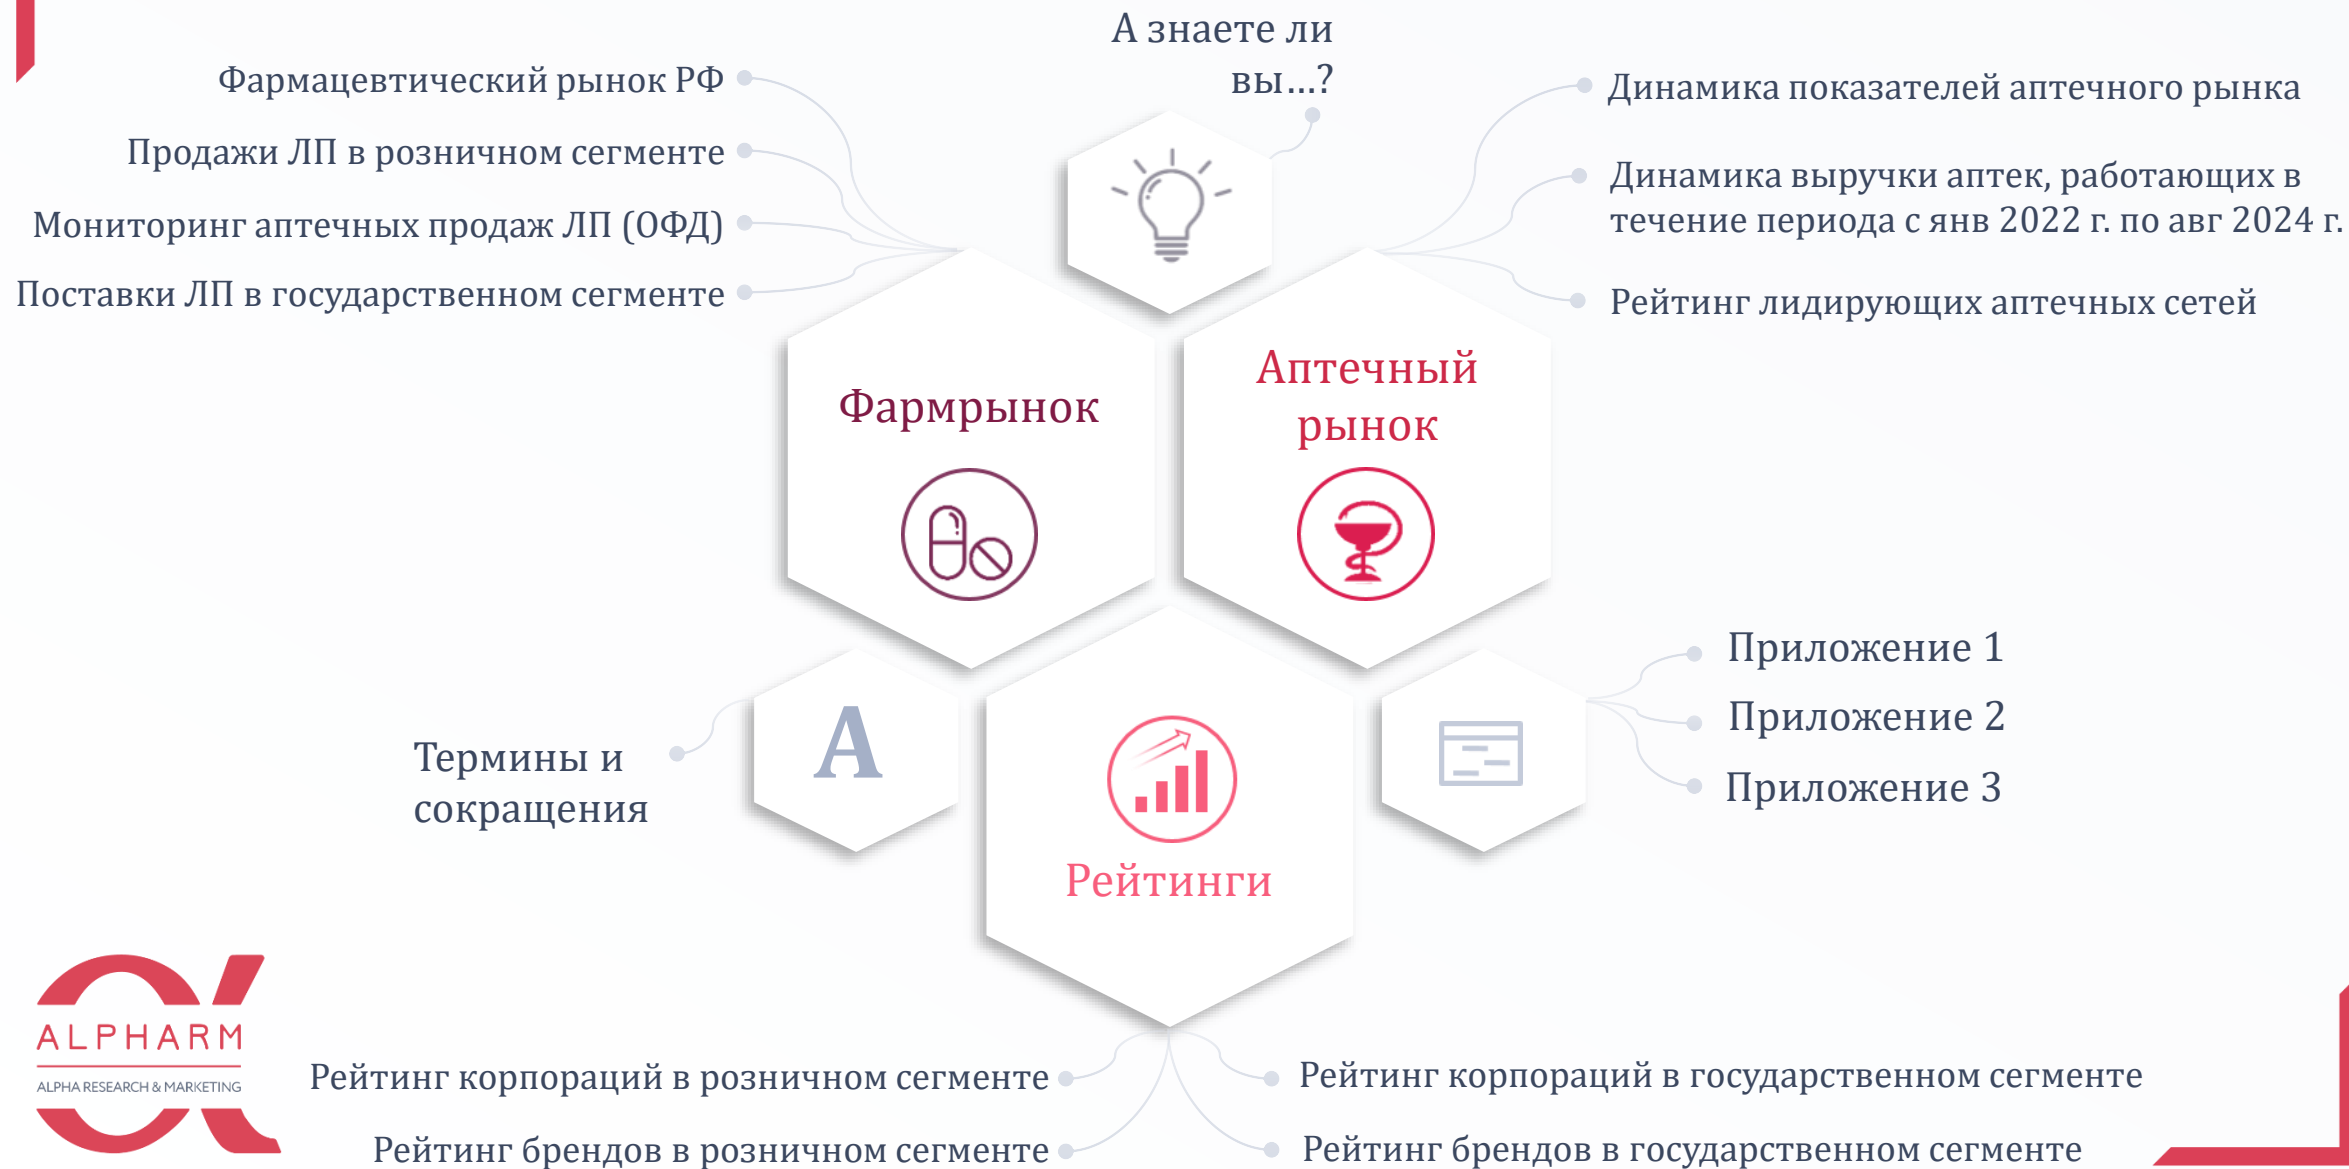 А знаете ли
вы...?
Фармацевтический рынок РФ
Продажи ЛП в розничном сегменте
Мониторинг аптечных продаж ЛП (ОФД)
Поставки ЛП в государственном сегменте
Динамика показателей аптечного рынка
Динамика выручки аптек, работающих в
течение периода с янв 2022 г. по авг 2024 г.
Рейтинг лидирующих аптечных сетей
Фармрынок
Аптечный
рынок
Термины и
сокращения
А
Рейтинги
Приложение 1
Приложение 2
Приложение 3
ALPHARM
ALPHA RESEARCH & MARKETING
Рейтинг корпораций в розничном сегменте
Рейтинг брендов в розничном сегменте
Рейтинг корпораций в государственном сегменте
Рейтинг брендов в государственном сегменте